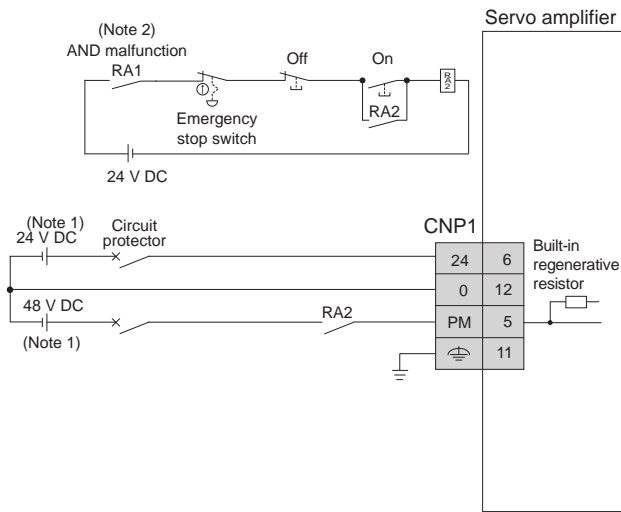 Servo amplifier
(Note 2)
AND malfunction
RA1
Off
On
RA2
RA2
Emergency
stop switch
24 V DC
(Note 1)
24 V DC
Circuit
protector
CNP1
Built-in
regenerative
resistor
24 6
0 12
48 V DC
(Note 1)
RA2
PM 5
11